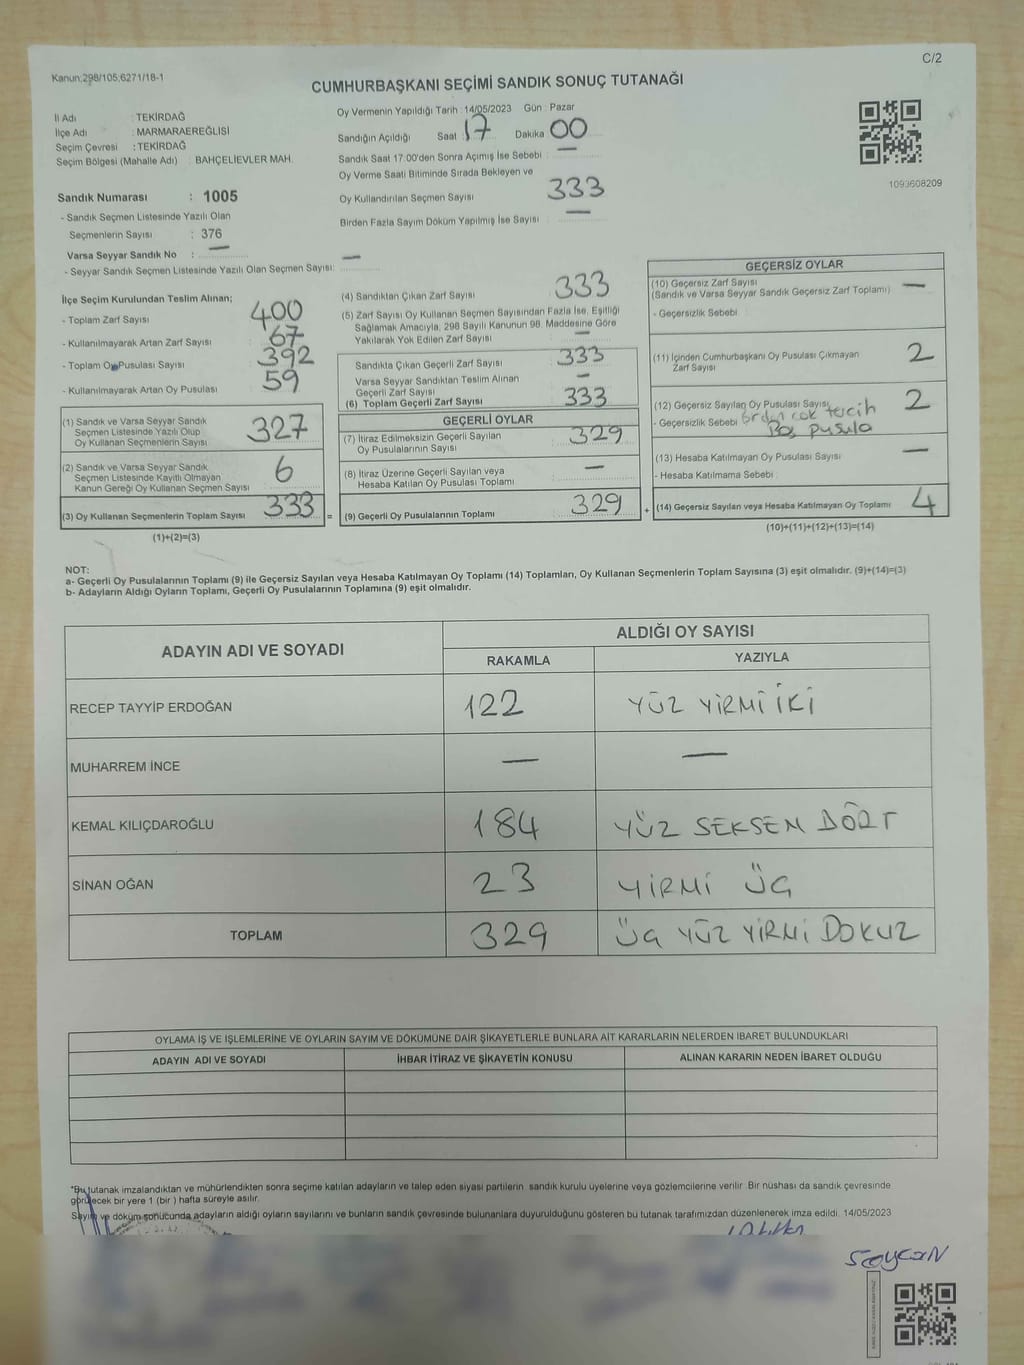 C/2
Kanun;298/105;6271/18-1
CUMHURBAŞKANI SEÇİMİ SANDIK SONUÇ TUTANAĞI
İl Adı : TEKİRDAĞ
İlçe Adı : MARMARAEREĞLİSİ
Seçim Çevresi : TEKİRDAĞ
Seçim Bölgesi (Mahalle Adı) : BAHÇELİEVLER MAH.
Sandık Numarası : 1005
- Sandık Seçmen Listesinde Yazılı Olan
Seçmenlerin Sayısı : 376
Varsa Seyyar Sandık No : —
- Seyyar Sandık Seçmen Listesinde Yazılı Olan Seçmen Sayısı: —
Oy Vermenin Yapıldığı Tarih : 14/05/2023 Gün : Pazar
Sandığın Açıldığı Saat 17 Dakika 00
Sandık Saat 17:00'den Sonra Açımış İse Sebebi : —
Oy Verme Saati Bitiminde Sırada Bekleyen ve
Oy Kullandırılan Seçmen Sayısı : 333
Birden Fazla Sayım Döküm Yapılmış İse Sayısı : —
1093608209
İlçe Seçim Kurulundan Teslim Alınan;
- Toplam Zarf Sayısı : 400
- Kullanılmayarak Artan Zarf Sayısı : 67
- Toplam Oy Pusulası Sayısı : 392
- Kullanılmayarak Artan Oy Pusulası : 59
(1) Sandık ve Varsa Seyyar Sandık
Seçmen Listesinde Yazılı Olup
Oy Kullanan Seçmenlerin Sayısı 327
(2) Sandık ve Varsa Seyyar Sandık
Seçmen Listesinde Kayıtlı Olmayan
Kanun Gereği Oy Kullanan Seçmen Sayısı 6
(3) Oy Kullanan Seçmenlerin Toplam Sayısı 333 =
(1)+(2)=(3)
(4) Sandıktan Çıkan Zarf Sayısı : 333
(5) Zarf Sayısı Oy Kullanan Seçmen Sayısından Fazla İse, Eşitliği
Sağlamak Amacıyla, 298 Sayılı Kanunun 98. Maddesine Göre
Yakılarak Yok Edilen Zarf Sayısı : —
Sandıkta Çıkan Geçerli Zarf Sayısı : 333
Varsa Seyyar Sandıktan Teslim Alınan
Geçerli Zarf Sayısı : —
(6) Toplam Geçerli Zarf Sayısı : 333
GEÇERLİ OYLAR
(7) İtiraz Edilmeksizin Geçerli Sayılan
Oy Pusulalarının Sayısı : 329
(8) İtiraz Üzerine Geçerli Sayılan veya
Hesaba Katılan Oy Pusulası Toplamı : —
(9) Geçerli Oy Pusulalarının Toplamı : 329 +
GEÇERSİZ OYLAR
(10) Geçersiz Zarf Sayısı
(Sandık ve Varsa Seyyar Sandık Geçersiz Zarf Toplamı) : —
- Geçersizlik Sebebi :
(11) İçinden Cumhurbaşkanı Oy Pusulası Çıkmayan
Zarf Sayısı 2
(12) Geçersiz Sayılan Oy Pusulası Sayısı 2
- Geçersizlik Sebebi : Birden çok tercih
Boş pusula
(13) Hesaba Katılmayan Oy Pusulası Sayısı —
- Hesaba Katılmama Sebebi :
(14) Geçersiz Sayılan veya Hesaba Katılmayan Oy Toplamı 4
(10)+(11)+(12)+(13)=(14)
NOT:
a- Geçerli Oy Pusulalarının Toplamı (9) ile Geçersiz Sayılan veya Hesaba Katılmayan Oy Toplamı (14) Toplamları, Oy Kullanan Seçmenlerin Toplam Sayısına (3) eşit olmalıdır. (9)+(14)=(3)
b- Adayların Aldığı Oyların Toplamı, Geçerli Oy Pusulalarının Toplamına (9) eşit olmalıdır.
ADAYIN ADI VE SOYADI ALDIĞI OY SAYISI
RAKAMLA YAZIYLA
RECEP TAYYİP ERDOĞAN 122 YÜZ YİRMİ İKİ
MUHARREM İNCE — —
KEMAL KILIÇDAROĞLU 184 YÜZ SEKSEN DÖRT
SİNAN OĞAN 23 YİRMİ ÜÇ
TOPLAM 329 ÜÇ YÜZ YİRMİ DOKUZ
OYLAMA İŞ VE İŞLEMLERİNE VE OYLARIN SAYIM VE DÖKÜMÜNE DAİR ŞİKAYETLERLE BUNLARA AİT KARARLARIN NELERDEN İBARET BULUNDUKLARI
ADAYIN ADI VE SOYADI İHBAR İTİRAZ VE ŞİKAYETİN KONUSU ALINAN KARARIN NEDEN İBARET OLDUĞU
*Bu tutanak imzalandıktan ve mühürlendikten sonra seçime katılan adayların ve talep eden siyasi partilerin sandık kurulu üyelerine veya gözlemcilerine verilir. Bir nüshası da sandık çevresinde
görülecek bir yere 1 (bir ) hafta süreyle asılır.
Sayım ve döküm sonucunda adayların aldığı oyların sayılarını ve bunların sandık çevresinde bulunanlara duyurulduğunu gösteren bu tutanak tarafımızdan düzenlenerek imza edildi. 14/05/2023